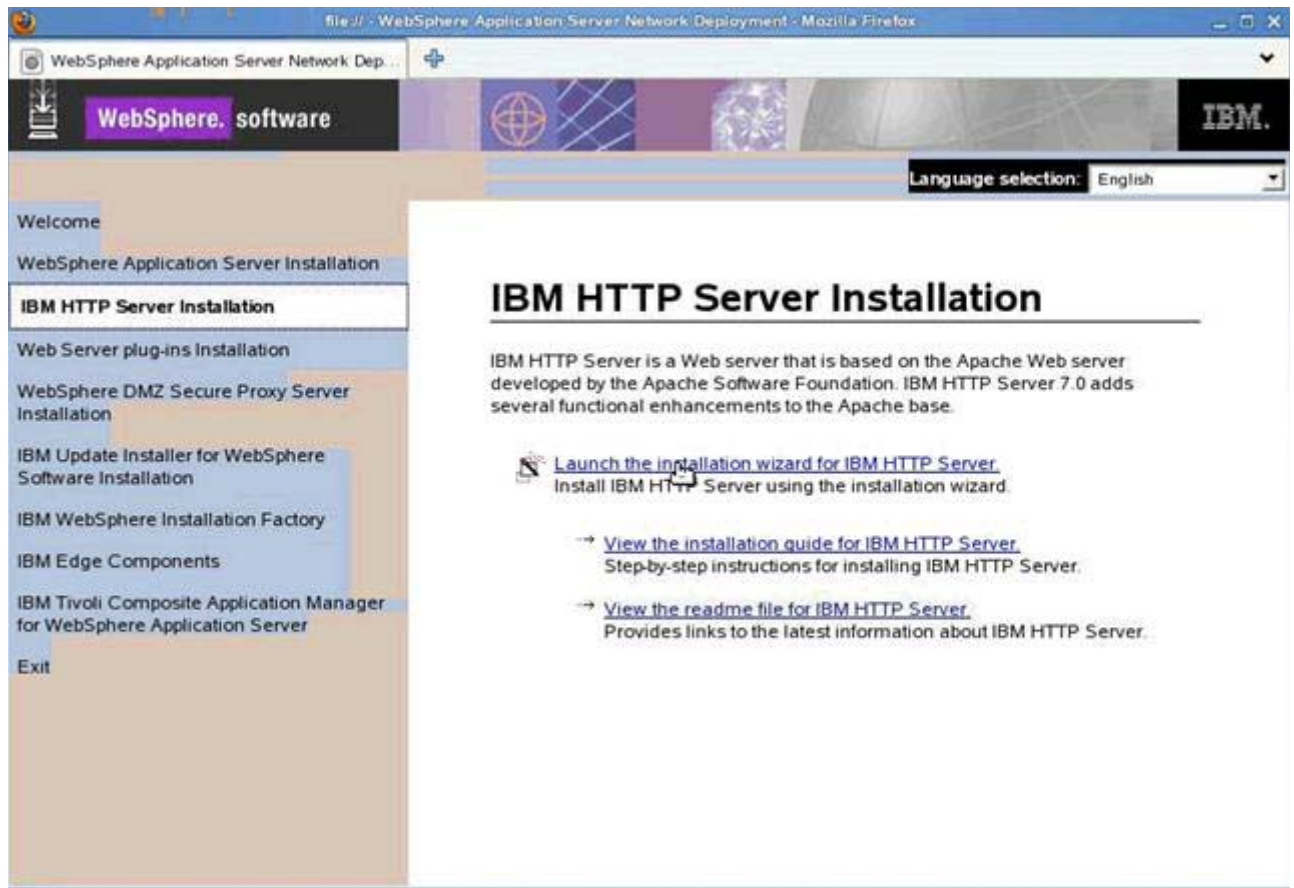 file:// - WebSphere Application Server Network Deployment - Mozilla Firefox
WebSphere Application Server Network Dep...
WebSphere. software
IBM.
Language selection: English
Welcome
WebSphere Application Server Installation
IBM HTTP Server Installation
Web Server plug-ins Installation
WebSphere DMZ Secure Proxy Server
Installation
IBM Update Installer for WebSphere
Software Installation
IBM WebSphere Installation Factory
IBM Edge Components
IBM Tivoli Composite Application Manager
for WebSphere Application Server
Exit
IBM HTTP Server Installation
IBM HTTP Server is a Web server that is based on the Apache Web server
developed by the Apache Software Foundation. IBM HTTP Server 7.0 adds
several functional enhancements to the Apache base.
Launch the installation wizard for IBM HTTP Server.
Install IBM HTTP Server using the installation wizard.
View the installation guide for IBM HTTP Server.
Step-by-step instructions for installing IBM HTTP Server.
View the readme file for IBM HTTP Server.
Provides links to the latest information about IBM HTTP Server.